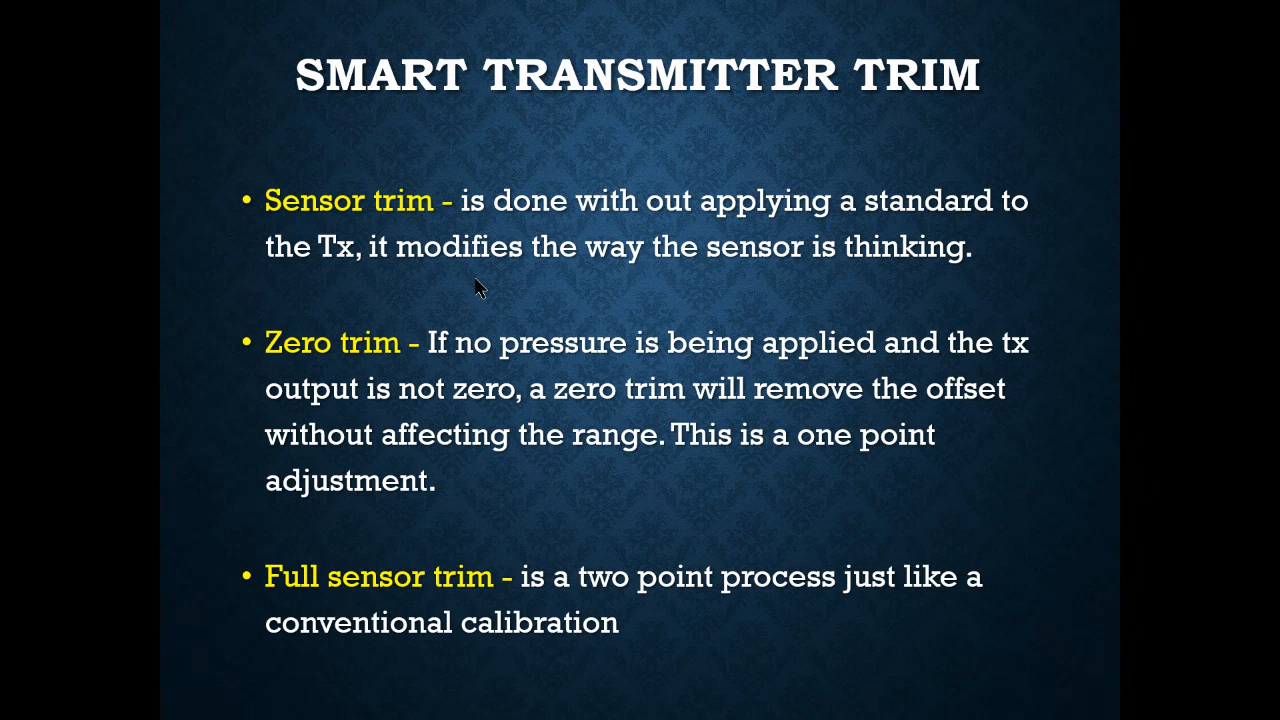 SMART TRANSMITTER TRIM
• Sensor trim - is done with out applying a standard to
the Tx, it modifies the way the sensor is thinking.
• Zero trim - If no pressure is being applied and the tx
output is not zero, a zero trim will remove the offset
without affecting the range. This is a one point
adjustment.
• Full sensor trim - is a two point process just like a
conventional calibration